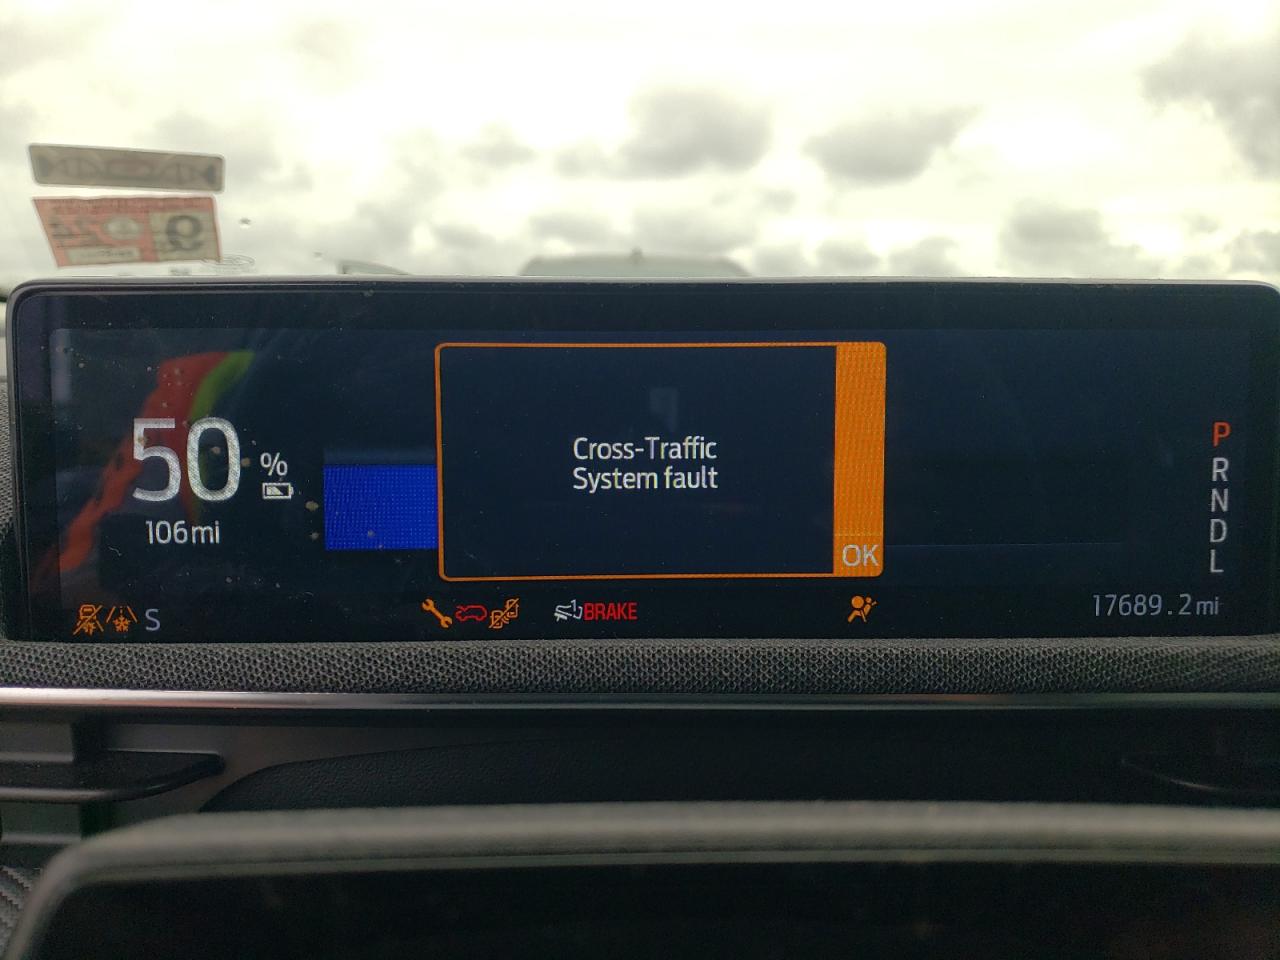 50 %
106mi
Cross-Traffic
System fault
OK
P
R
N
D
L
S
BRAKE
17689.2mi